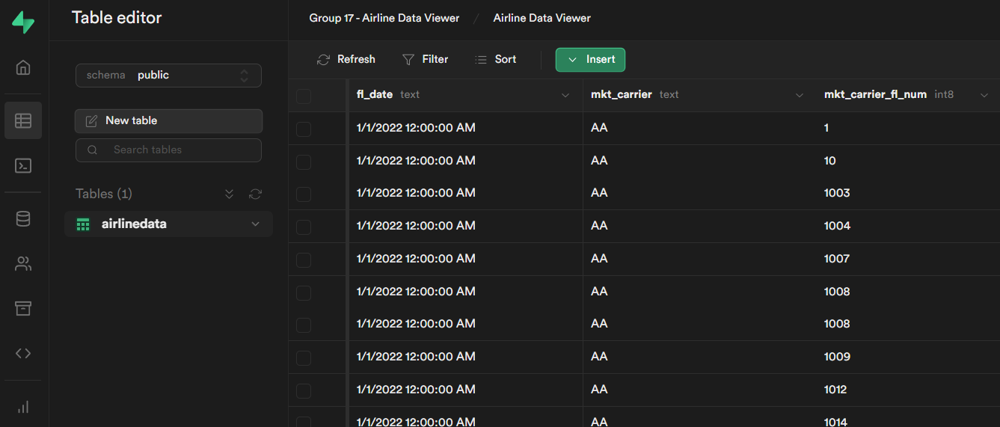 Table editor
Group 17 - Airline Data Viewer / Airline Data Viewer
Refresh Filter Sort Insert
schema public
New table
Search tables
Tables (1)
airlinedata
fl_date text mkt_carrier text mkt_carrier_fl_num int8
1/1/2022 12:00:00 AM AA 1
1/1/2022 12:00:00 AM AA 10
1/1/2022 12:00:00 AM AA 1003
1/1/2022 12:00:00 AM AA 1004
1/1/2022 12:00:00 AM AA 1007
1/1/2022 12:00:00 AM AA 1008
1/1/2022 12:00:00 AM AA 1008
1/1/2022 12:00:00 AM AA 1009
1/1/2022 12:00:00 AM AA 1012
1/1/2022 12:00:00 AM AA 1014